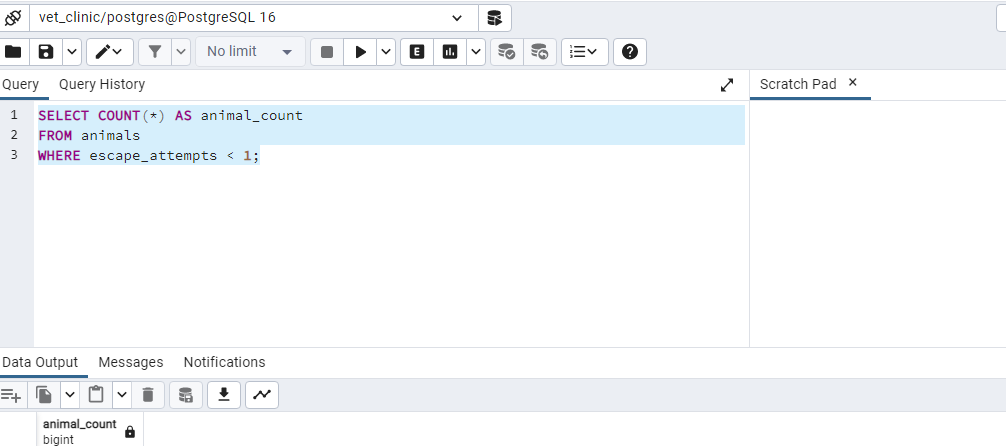 vet_clinic/postgres@PostgreSQL 16
No limit
E
Query Query History
Scratch Pad
1 SELECT COUNT(*) AS animal_count
2 FROM animals
3 WHERE escape_attempts < 1;
Data Output Messages Notifications
animal_count
bigint